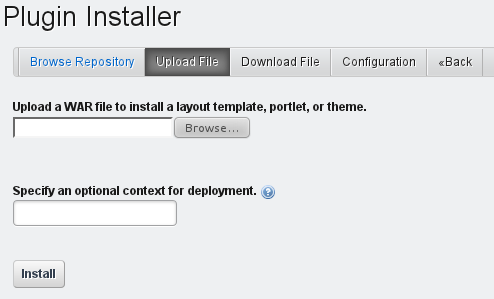 Plugin Installer
Browse Repository Upload File Download File Configuration «Back
Upload a WAR file to install a layout template, portlet, or theme.
Browse...
Specify an optional context for deployment. ?
Install